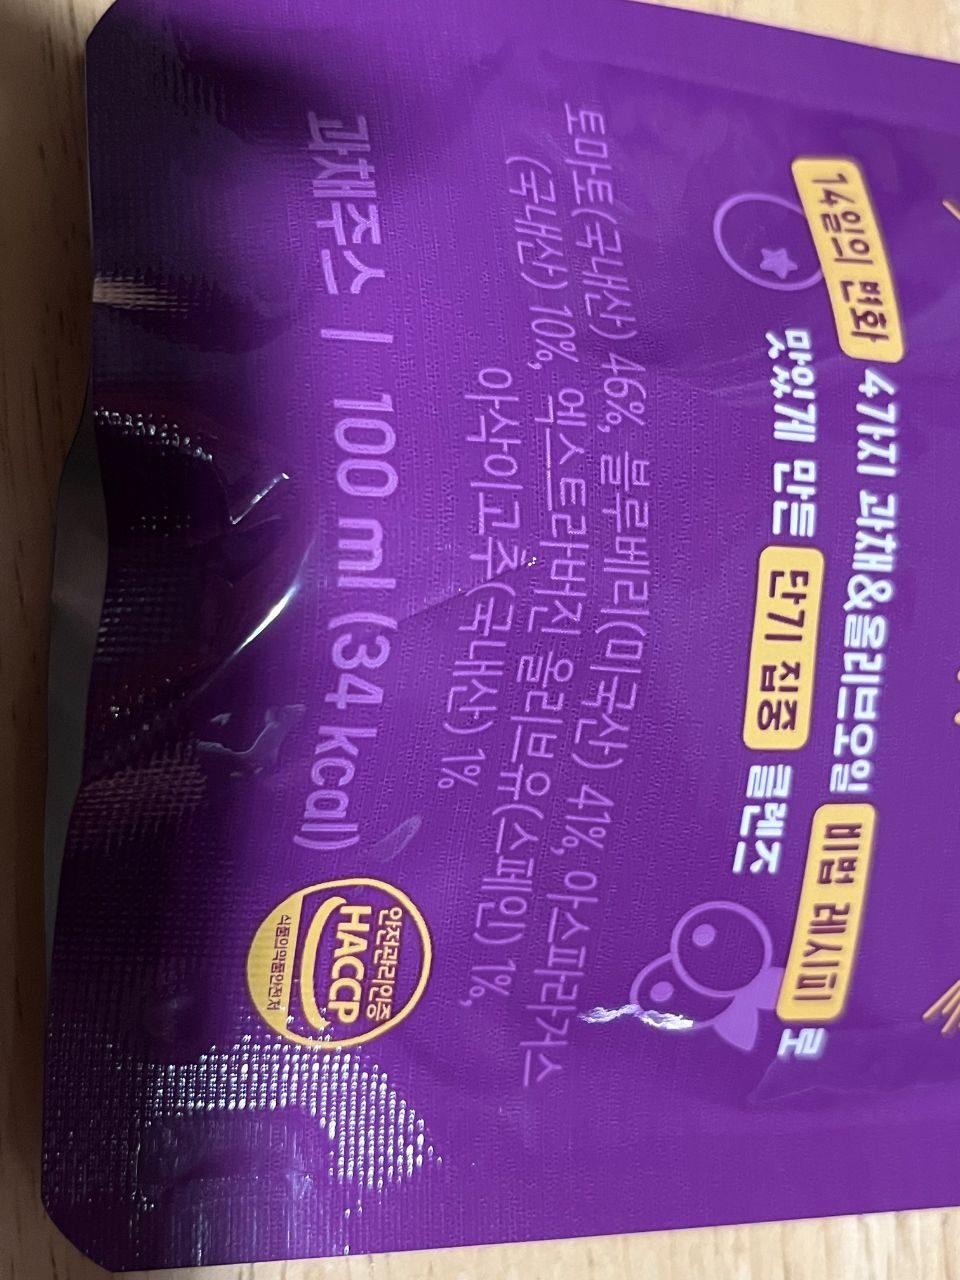 14일의 변화
4가지 과채&올리브오일 비법 레시피로
맛있게 만든 단기 집중 클렌즈
토마토(국내산) 46%, 블루베리(미국산) 41%, 아스파라거스
(국내산) 10%, 엑스트라버진 올리브유(스페인) 1%,
아삭이고추(국내산) 1%
과채주스 | 100 ml (34 kcal)
안전관리인증
HACCP
식품의약품안전처